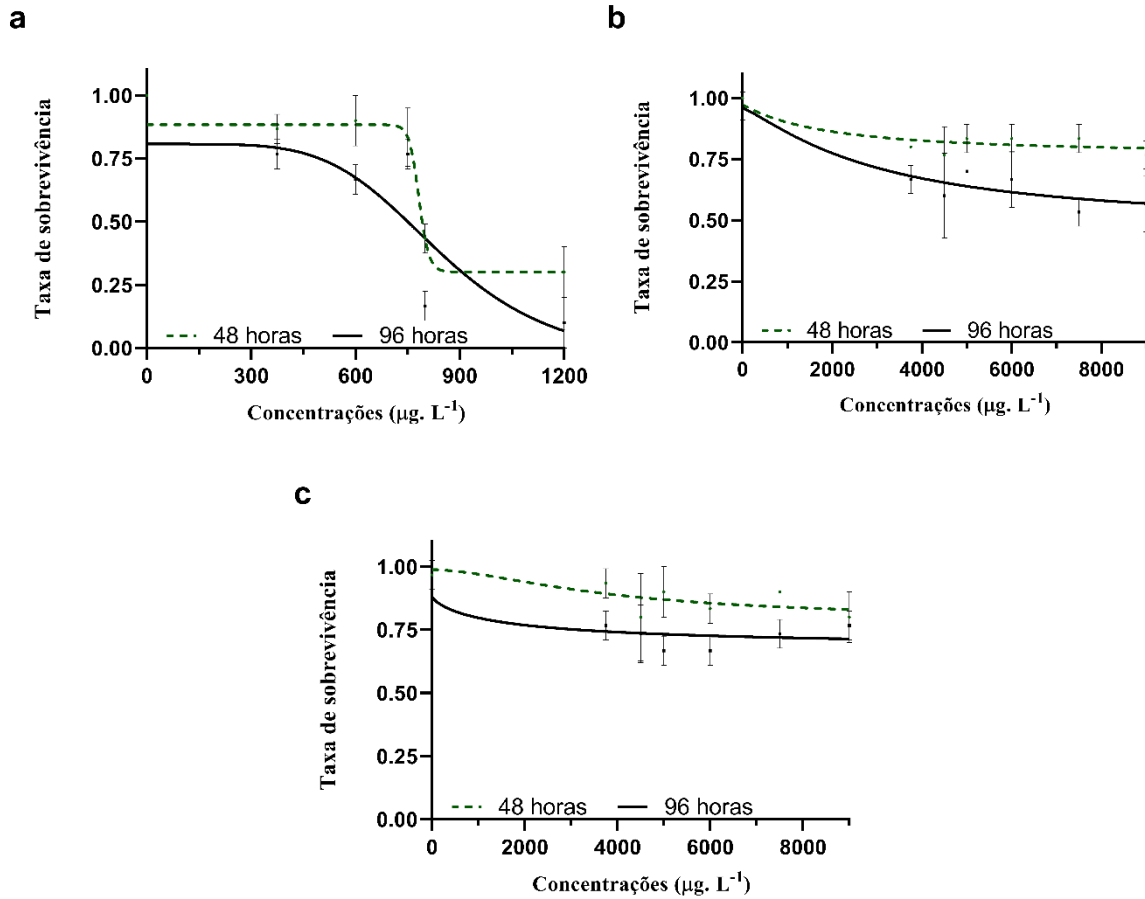 a
Taxa de sobrevivência
1.00
0.75
0.50
0.25
0.00
48 horas 96 horas
0 300 600 900 1200
Concentrações (µg. L⁻¹)
b
Taxa de sobrevivência
1.00
0.75
0.50
0.25
0.00
48 horas 96 horas
0 2000 4000 6000 8000
Concentrações (µg. L⁻¹)
c
Taxa de sobrevivência
1.00
0.75
0.50
0.25
0.00
48 horas 96 horas
0 2000 4000 6000 8000
Concentrações (µg. L⁻¹)